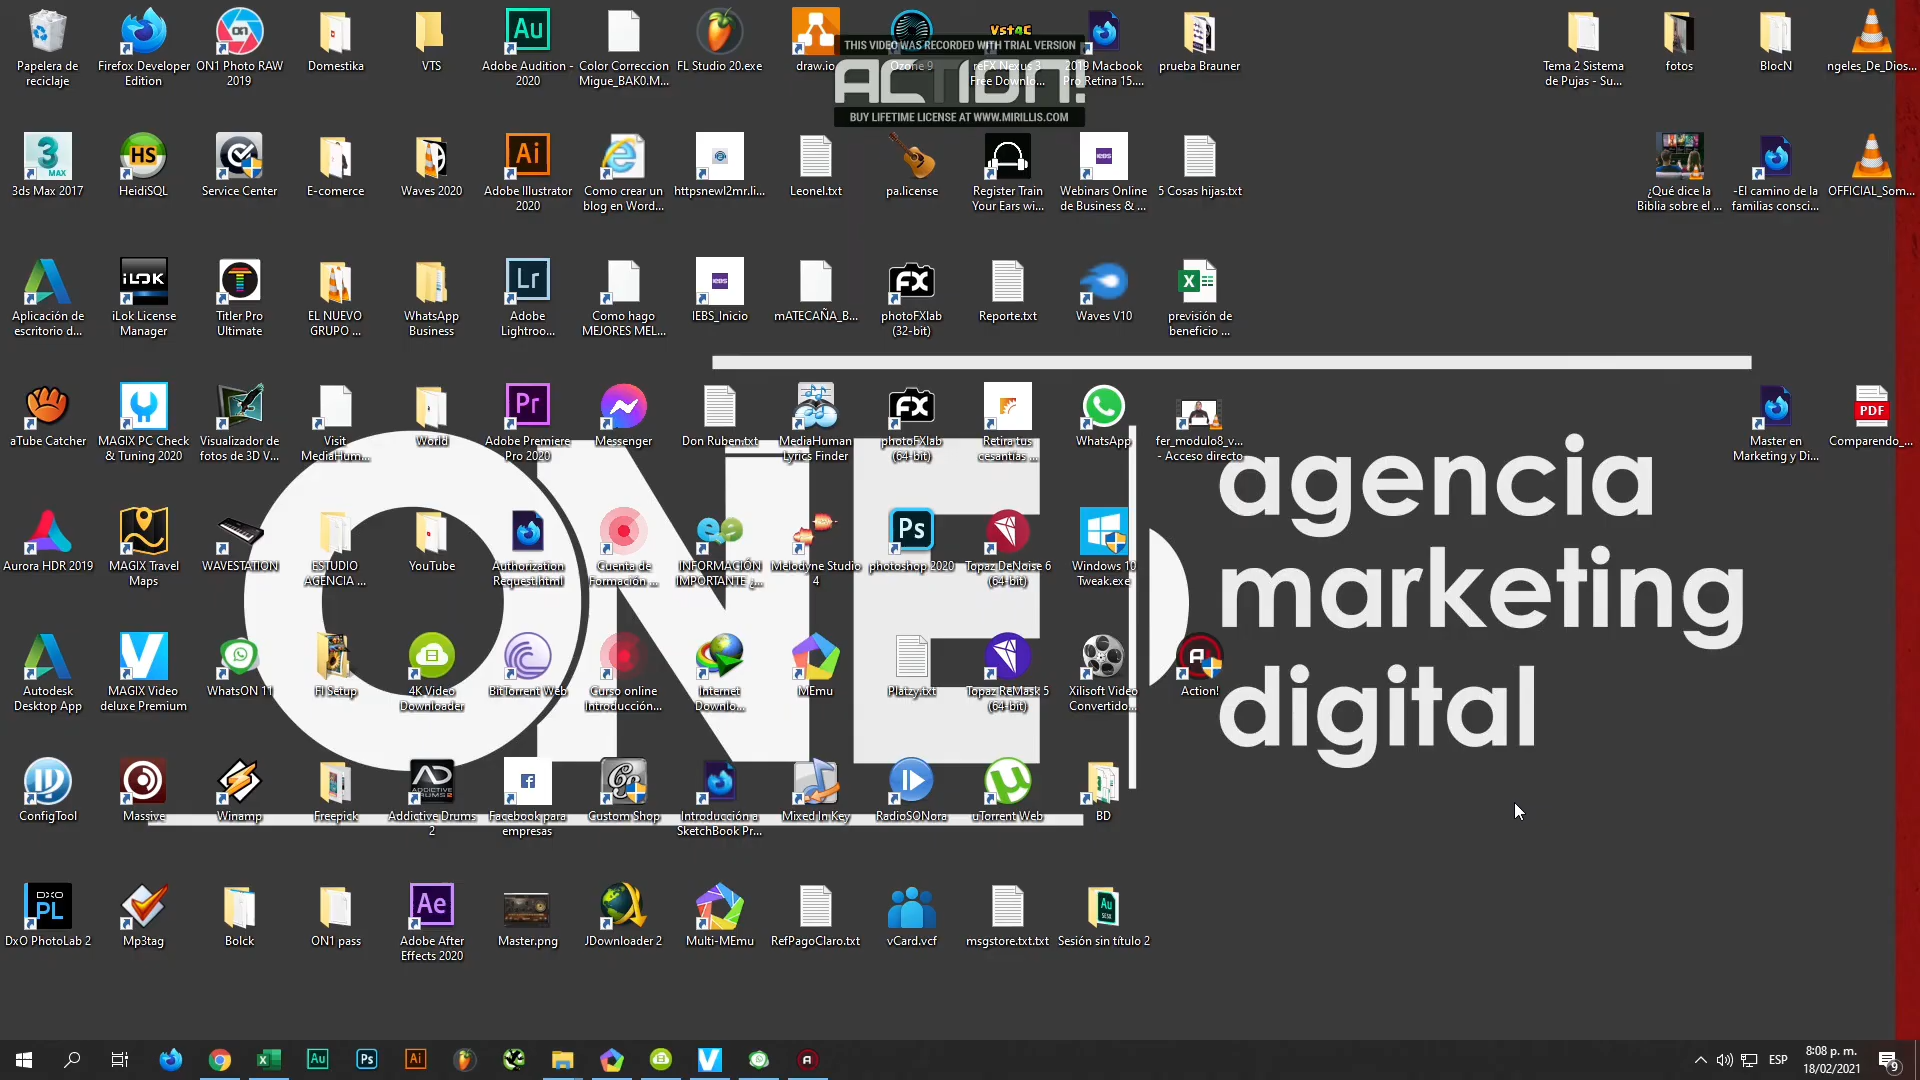 Papelera de
reciclaje
Firefox Developer
Edition
ON1 Photo RAW
2019
Domestika
VTS
Adobe Audition -
2020
Color Correccion
Migue_BAK0.M...
FL Studio 20.exe
draw.io
Ozone 9
reFX Nexus 3
Free Downlo...
2019 Macbook
Pro Retina 15....
prueba Brauner
Tema 2 Sistema
de Pujas - Su...
fotos
BlocN
ngeles_De_Dios...
THIS VIDEO WAS RECORDED WITH TRIAL VERSION
ACTION!
BUY LIFETIME LICENSE AT WWW.MIRILLIS.COM
3ds Max 2017
HeidiSQL
Service Center
E-comerce
Waves 2020
Adobe Illustrator
2020
Como crear un
blog en Word...
httpsnewl2mr.li...
Leonel.txt
pa.license
Register Train
Your Ears wi...
Webinars Online
de Business & ...
5 Cosas hijas.txt
¿Qué dice la
Biblia sobre el ...
-El camino de la
familias consci...
OFFICIAL_Som...
Aplicación de
escritorio d...
iLok License
Manager
Titler Pro
Ultimate
EL NUEVO
GRUPO ...
WhatsApp
Business
Adobe
Lightroo...
Como hago
MEJORES MEL...
IEBS_Inicio
mATECAÑA_B...
photoFXlab
(32-bit)
Reporte.txt
Waves V10
previsión de
beneficio ...
aTube Catcher
MAGIX PC Check
& Tuning 2020
Visualizador de
fotos de 3D V...
Visit
MediaHum...
World
Adobe Premiere
Pro 2020
Messenger
Don Ruben.txt
MediaHuman
Lyrics Finder
photoFXlab
(64-bit)
Retira tus
cesantías ...
WhatsApp
fer_modulo8_v...
- Acceso directo
Master en
Marketing y Di...
Comparendo_...
Aurora HDR 2019
MAGIX Travel
Maps
WAVESTATION
ESTUDIO
AGENCIA ...
YouTube
Authorization
Request.html
Cuenta de
Formación ...
INFORMACIÓN
IMPORTANTE ¿...
Melodyne Studio
4
photoshop 2020
Topaz DeNoise 6
(64-bit)
Windows 10
Tweak.exe
Autodesk
Desktop App
MAGIX Video
deluxe Premium
WhatsON 11
Fl Setup
4K Video
Downloader
BitTorrent Web
Curso online
Introducción...
Internet
Downlo...
MEmu
Platzy.txt
Topaz ReMask 5
(64-bit)
Xilisoft Video
Convertido...
Action!
ConfigTool
Massive
Winamp
Freepick
Addictive Drums
2
Facebook para
empresas
Custom Shop
Introducción a
SketchBook Pr...
Mixed In Key
RadioSONora
uTorrent Web
BD
DxO PhotoLab 2
Mp3tag
Bolck
ON1 pass
Adobe After
Effects 2020
Master.png
JDownloader 2
Multi-MEmu
RefPagoClaro.txt
vCard.vcf
msgstore.txt.txt
Sesión sin título 2
ONE
agencia
marketing
digital
ESP
8:08 p. m.
18/02/2021
9